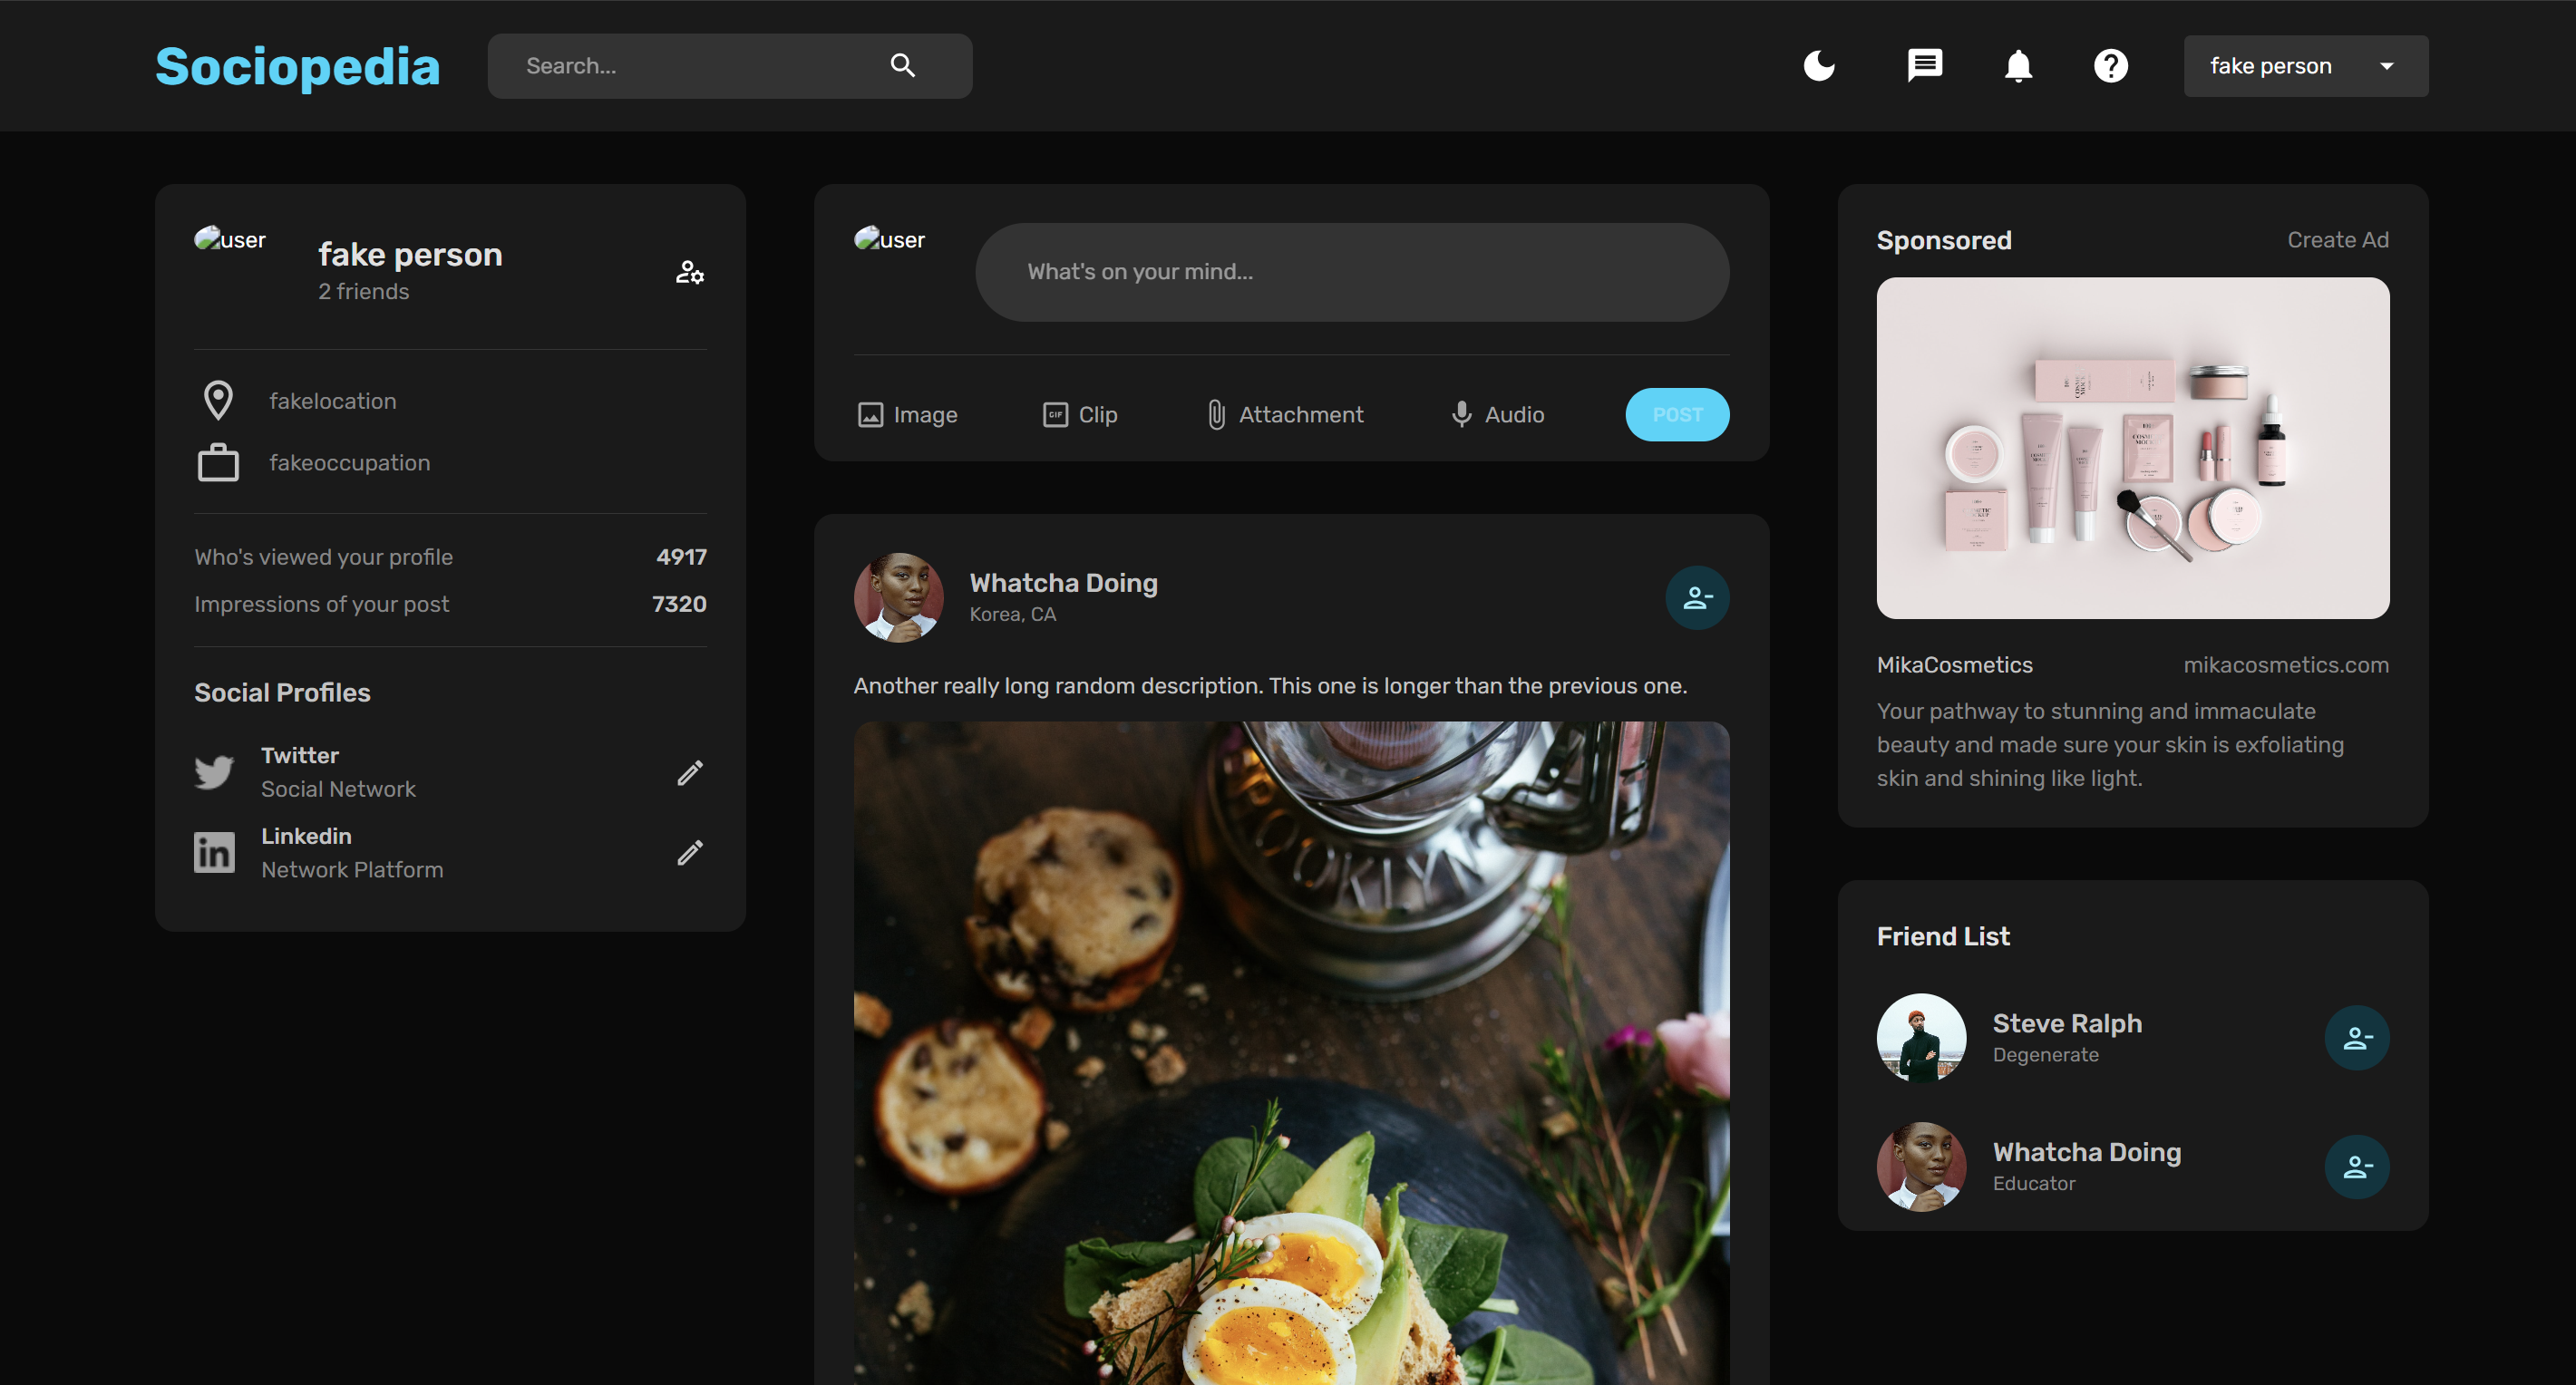 Sociopedia
Search...
fake person
user
fake person
2 friends
fakelocation
fakeoccupation
Who's viewed your profile 4917
Impressions of your post 7320
Social Profiles
Twitter
Social Network
Linkedin
Network Platform
user
What's on your mind...
Image
GIF
Clip
Attachment
Audio
POST
Whatcha Doing
Korea, CA
Another really long random description. This one is longer than the previous one.
Sponsored
Create Ad
MikaCosmetics
mikacosmetics.com
Your pathway to stunning and immaculate
beauty and made sure your skin is exfoliating
skin and shining like light.
Friend List
Steve Ralph
Degenerate
Whatcha Doing
Educator